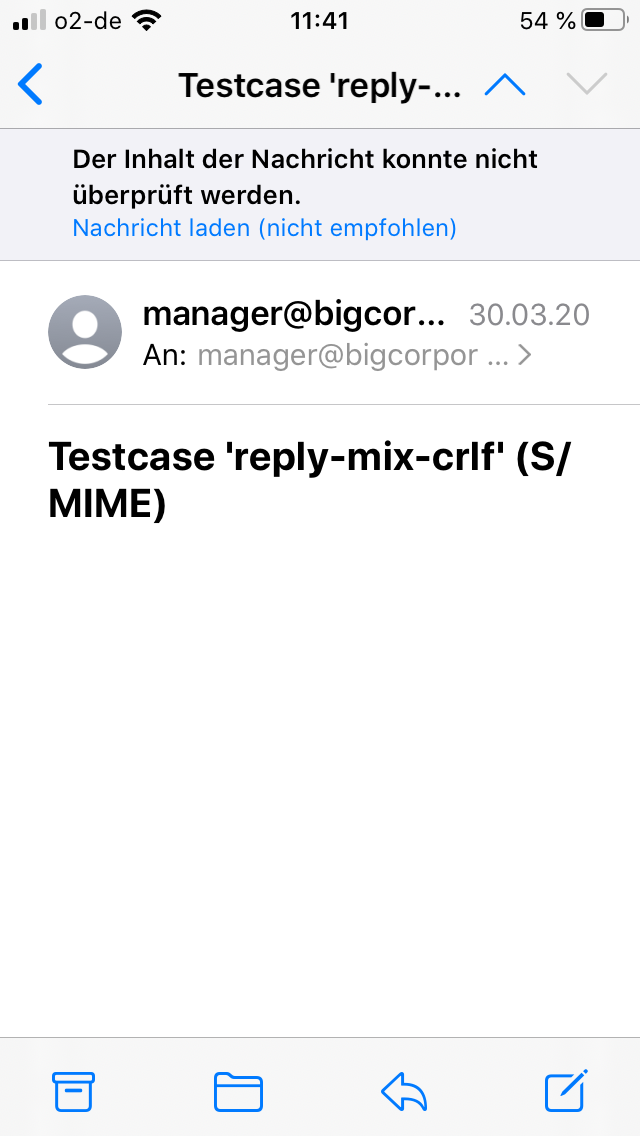 o2-de 11:41 54 %
Testcase 'reply-...
Der Inhalt der Nachricht konnte nicht
überprüft werden.
Nachricht laden (nicht empfohlen)
manager@bigcor... 30.03.20
An: manager@bigcorpor ...
Testcase 'reply-mix-crlf' (S/
MIME)